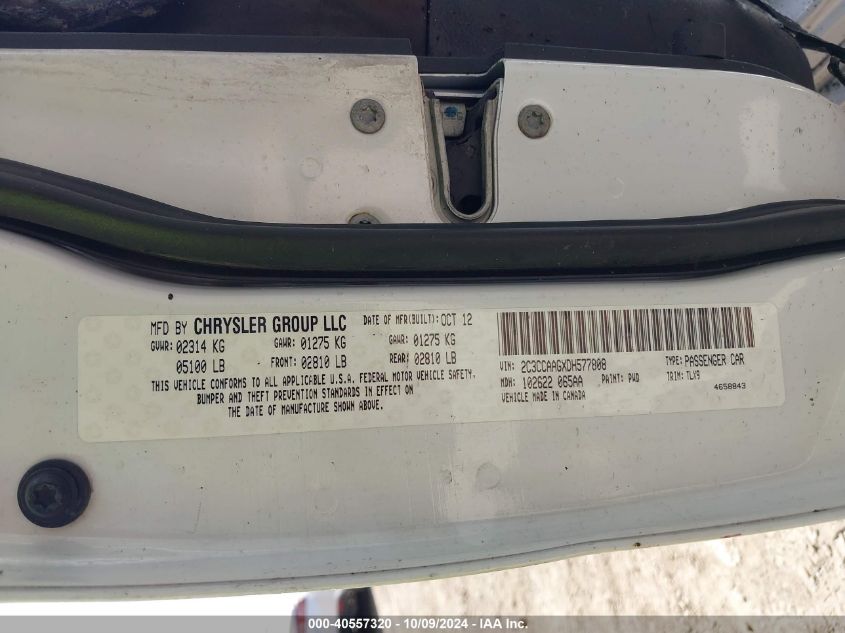 MFD BY CHRYSLER GROUP LLC DATE OF MFR(BUILT): OCT 12
GVWR: 02314 KG GAWR: 01275 KG GAWR: 01275 KG
05100 LB FRONT: 02810 LB REAR: 02810 LB
THIS VEHICLE CONFORMS TO ALL APPLICABLE U.S.A. FEDERAL MOTOR VEHICLE SAFETY,
BUMPER AND THEFT PREVENTION STANDARDS IN EFFECT ON
THE DATE OF MANUFACTURE SHOWN ABOVE.
VIN: 2C3CCAAGXDH577808 TYPE: PASSENGER CAR
MDH: 102622 065AA PAINT: PWD TRIM: TLX9
VEHICLE MADE IN CANADA 4658843
000-40557320 - 10/09/2024 - IAA Inc.